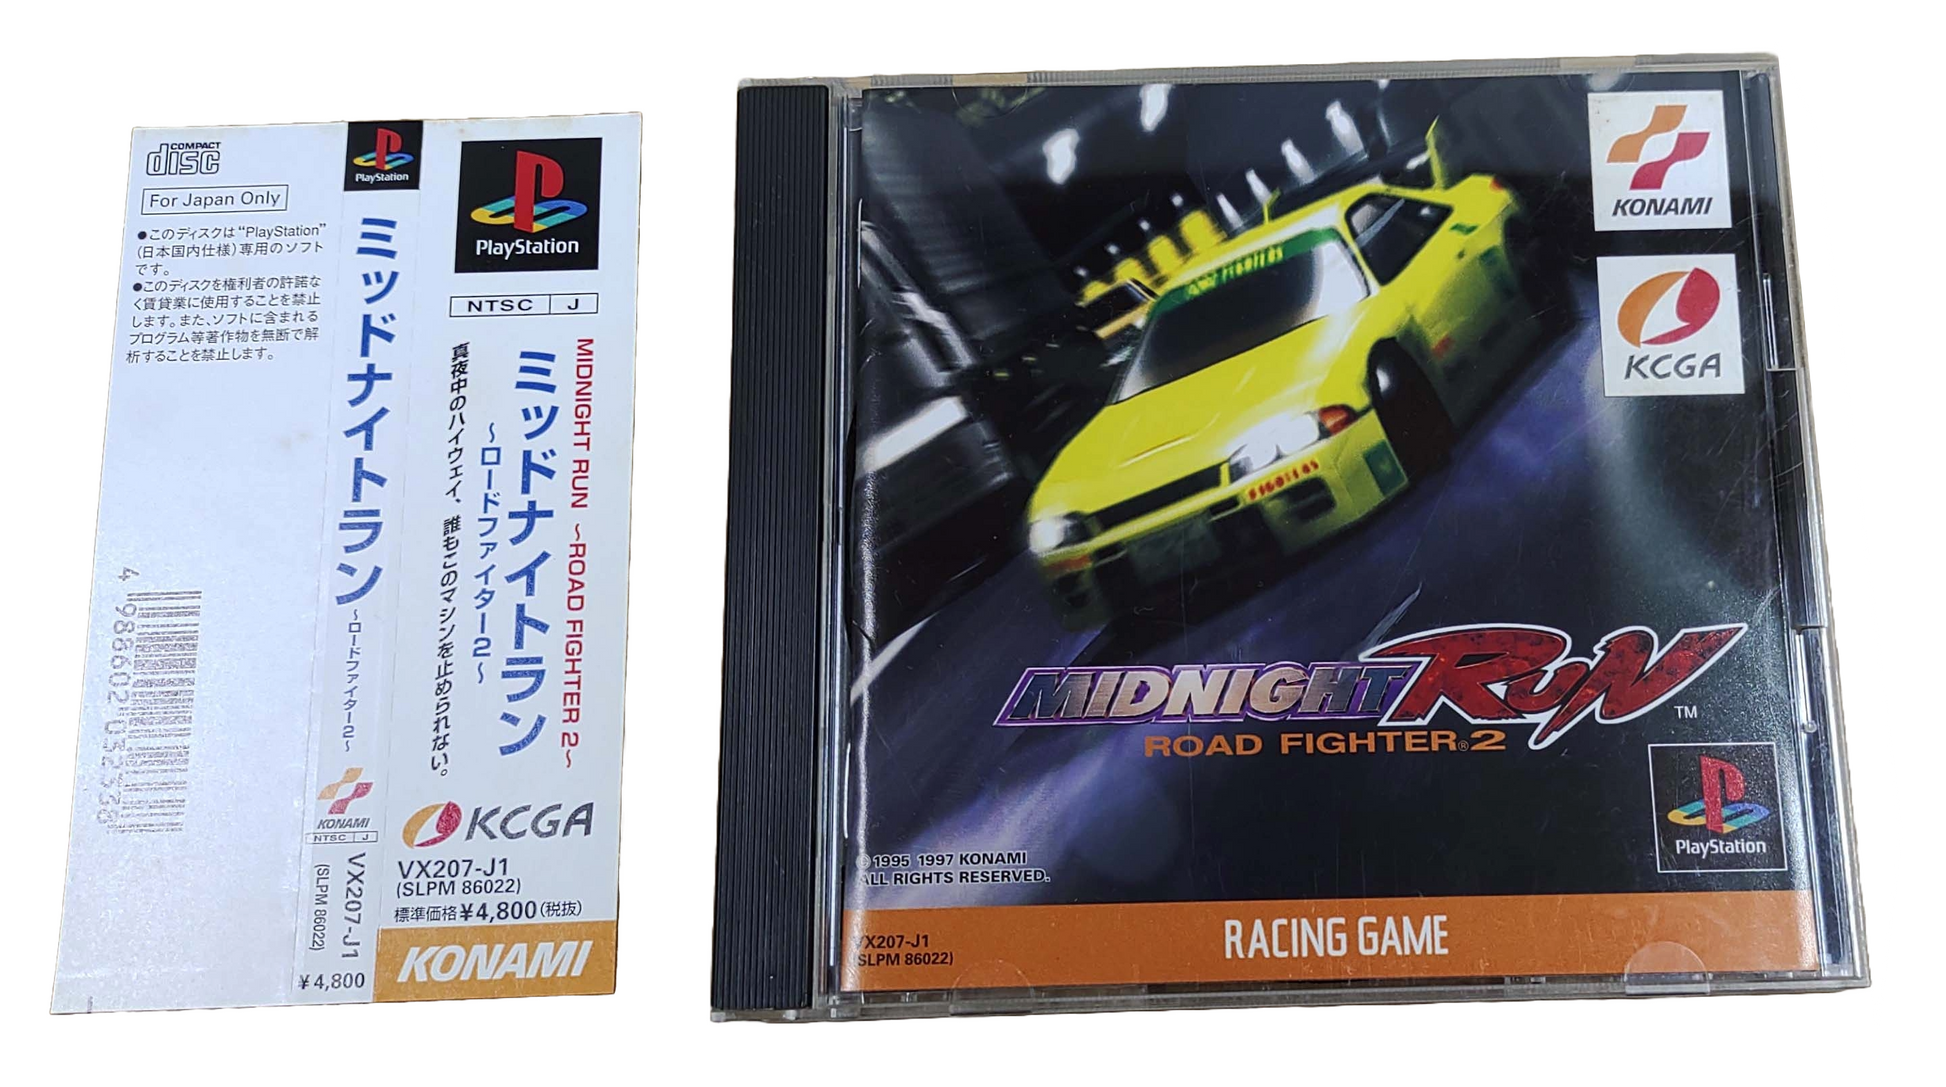 COMPACT
disc
For Japan Only
●このディスクは“PlayStation”
(日本国内仕様)専用のソフト
です。
●このディスクを権利者の許諾な
く賃貸業に使用することを禁止
します。また、ソフトに含まれる
プログラム等著作物を無断で解
析することを禁止します。
PlayStation
ミッドナイトラン
～ロードファイター2～
KONAMI
NTSC J
VX207-J1
(SLPM 86022)
¥4,800
PlayStation
NTSC J
MIDNIGHT RUN ～ROAD FIGHTER 2～
ミッドナイトラン
～ロードファイター2～
真夜中のハイウェイ、誰もこのマシンを止められない。
KCGA
VX207-J1
(SLPM 86022)
標準価格¥4,800(税抜)
KONAMI
KONAMI
KCGA
MIDNIGHT RUN TM
ROAD FIGHTER®2
PlayStation
© 1995 1997 KONAMI
ALL RIGHTS RESERVED.
VX207-J1
(SLPM 86022)
RACING GAME